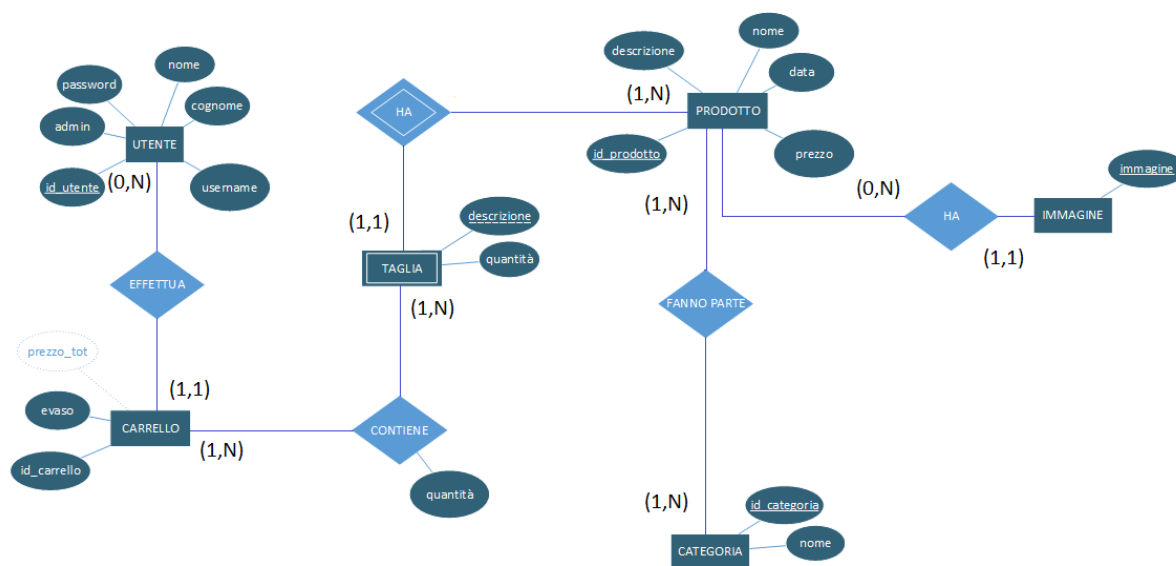 nome
descrizione
nome
password
data
cognome
(1,N)
HA
PRODOTTO
admin
UTENTE
id_prodotto
prezzo
immagine
id_utente
(0,N)
username
(1,N)
(0,N)
descrizione
HA
IMMAGINE
(1,1)
quantità
(1,1)
TAGLIA
EFFETTUA
(1,N)
FANNO PARTE
prezzo_tot
(1,1)
evaso
CARRELLO
CONTIENE
(1,N)
id_carrello
quantità
(1,N)
id_categoria
nome
CATEGORIA